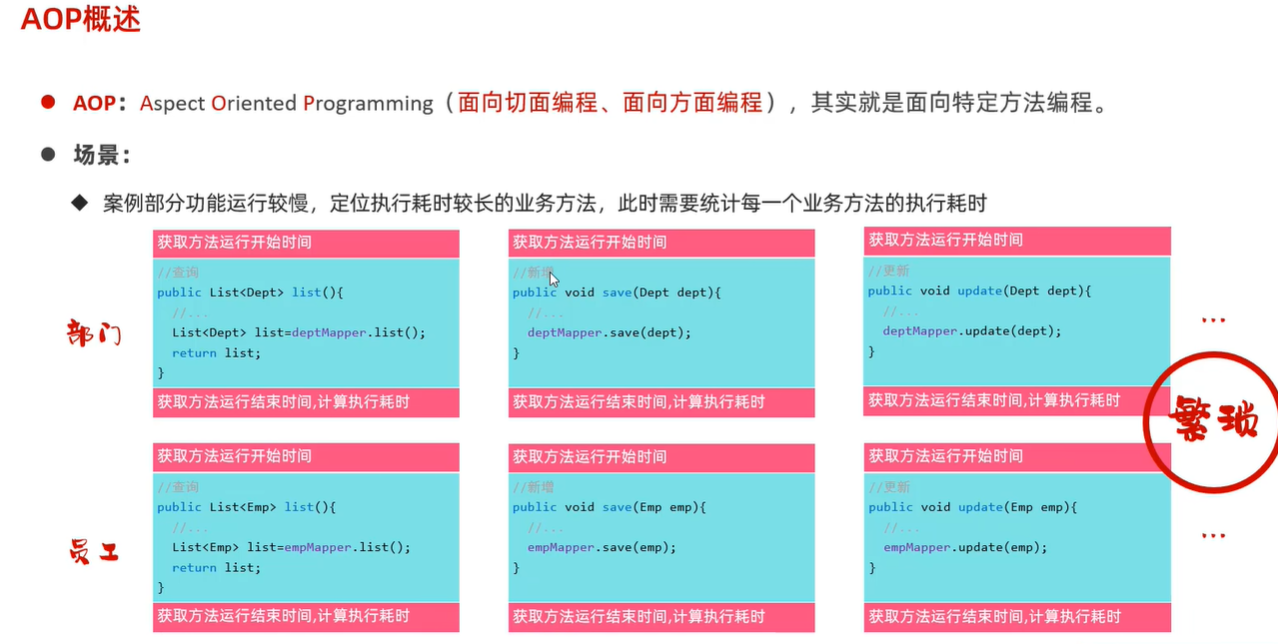 AOP概述
AOP：Aspect Oriented Programming（面向切面编程、面向方面编程），其实就是面向特定方法编程。
场景：
案例部分功能运行较慢，定位执行耗时较长的业务方法，此时需要统计每一个业务方法的执行耗时
部门
获取方法运行开始时间
//查询
public List<Dept> list(){
//...
List<Dept> list=deptMapper.list();
return list;
}
获取方法运行结束时间,计算执行耗时
获取方法运行开始时间
//新增
public void save(Dept dept){
//...
deptMapper.save(dept);
}
获取方法运行结束时间,计算执行耗时
获取方法运行开始时间
//更新
public void update(Dept dept){
//...
deptMapper.update(dept);
}
获取方法运行结束时间,计算执行耗时
...
繁琐
员工
获取方法运行开始时间
//查询
public List<Emp> list(){
//...
List<Emp> list=empMapper.list();
return list;
}
获取方法运行结束时间,计算执行耗时
获取方法运行开始时间
//新增
public void save(Emp emp){
//...
empMapper.save(emp);
}
获取方法运行结束时间,计算执行耗时
获取方法运行开始时间
//更新
public void update(Emp emp){
//...
empMapper.update(emp);
}
获取方法运行结束时间,计算执行耗时
...